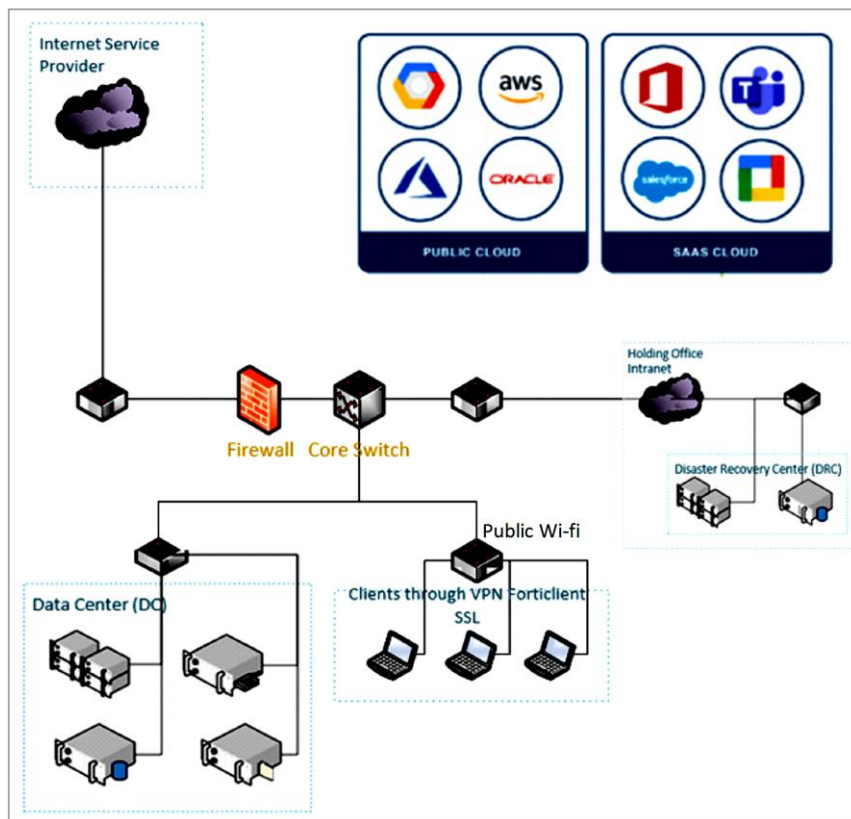 Internet Service
Provider
aws
ORACLE
salesforce
PUBLIC CLOUD
SAAS CLOUD
T
Holding Office
Intranet
Firewall
Core Switch
Disaster Recovery Center (DRC)
Public Wi-fi
Data Center (DC)
Clients through VPN Forticlient
SSL